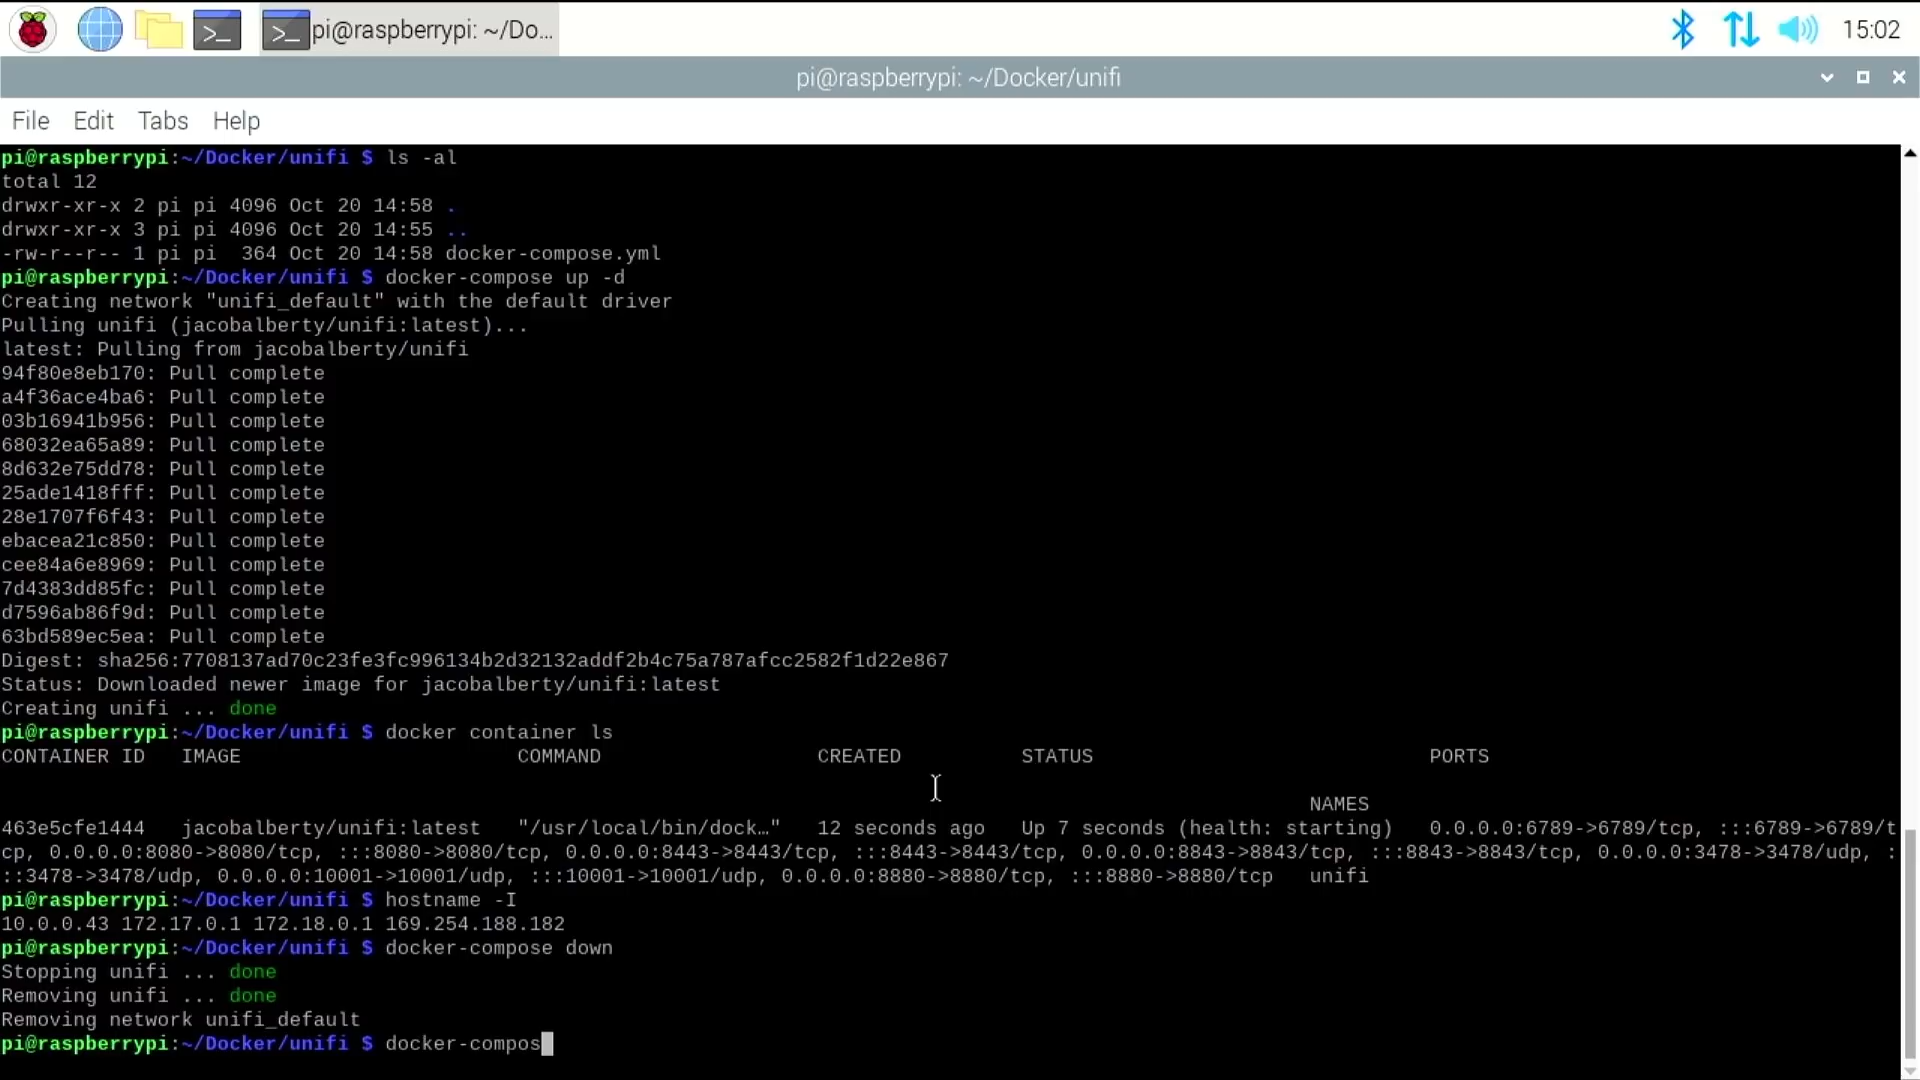 pi@raspberrypi: ~/Do...
15:02
pi@raspberrypi: ~/Docker/unifi
File Edit Tabs Help
pi@raspberrypi:~/Docker/unifi $ ls -al
total 12
drwxr-xr-x 2 pi pi 4096 Oct 20 14:58 .
drwxr-xr-x 3 pi pi 4096 Oct 20 14:55 ..
-rw-r--r-- 1 pi pi  364 Oct 20 14:58 docker-compose.yml
pi@raspberrypi:~/Docker/unifi $ docker-compose up -d
Creating network "unifi_default" with the default driver
Pulling unifi (jacobalberty/unifi:latest)...
latest: Pulling from jacobalberty/unifi
94f80e8eb170: Pull complete
a4f36ace4ba6: Pull complete
03b16941b956: Pull complete
68032ea65a89: Pull complete
8d632e75dd78: Pull complete
25ade1418fff: Pull complete
28e1707f6f43: Pull complete
ebacea21c850: Pull complete
cee84a6e8969: Pull complete
7d4383dd85fc: Pull complete
d7596ab86f9d: Pull complete
63bd589ec5ea: Pull complete
Digest: sha256:7708137ad70c23fe3fc996134b2d32132addf2b4c75a787afcc2582f1d22e867
Status: Downloaded newer image for jacobalberty/unifi:latest
Creating unifi ... done
pi@raspberrypi:~/Docker/unifi $ docker container ls
CONTAINER ID   IMAGE                       COMMAND                  CREATED          STATUS                            PORTS
NAMES
463e5cfe1444   jacobalberty/unifi:latest   "/usr/local/bin/dock…"   12 seconds ago   Up 7 seconds (health: starting)   0.0.0.0:6789->6789/tcp, :::6789->6789/t
cp, 0.0.0.0:8080->8080/tcp, :::8080->8080/tcp, 0.0.0.0:8443->8443/tcp, :::8443->8443/tcp, 0.0.0.0:8843->8843/tcp, :::8843->8843/tcp, 0.0.0.0:3478->3478/udp, :
::3478->3478/udp, 0.0.0.0:10001->10001/udp, :::10001->10001/udp, 0.0.0.0:8880->8880/tcp, :::8880->8880/tcp   unifi
pi@raspberrypi:~/Docker/unifi $ hostname -I
10.0.0.43 172.17.0.1 172.18.0.1 169.254.188.182
pi@raspberrypi:~/Docker/unifi $ docker-compose down
Stopping unifi ... done
Removing unifi ... done
Removing network unifi_default
pi@raspberrypi:~/Docker/unifi $ docker-compos